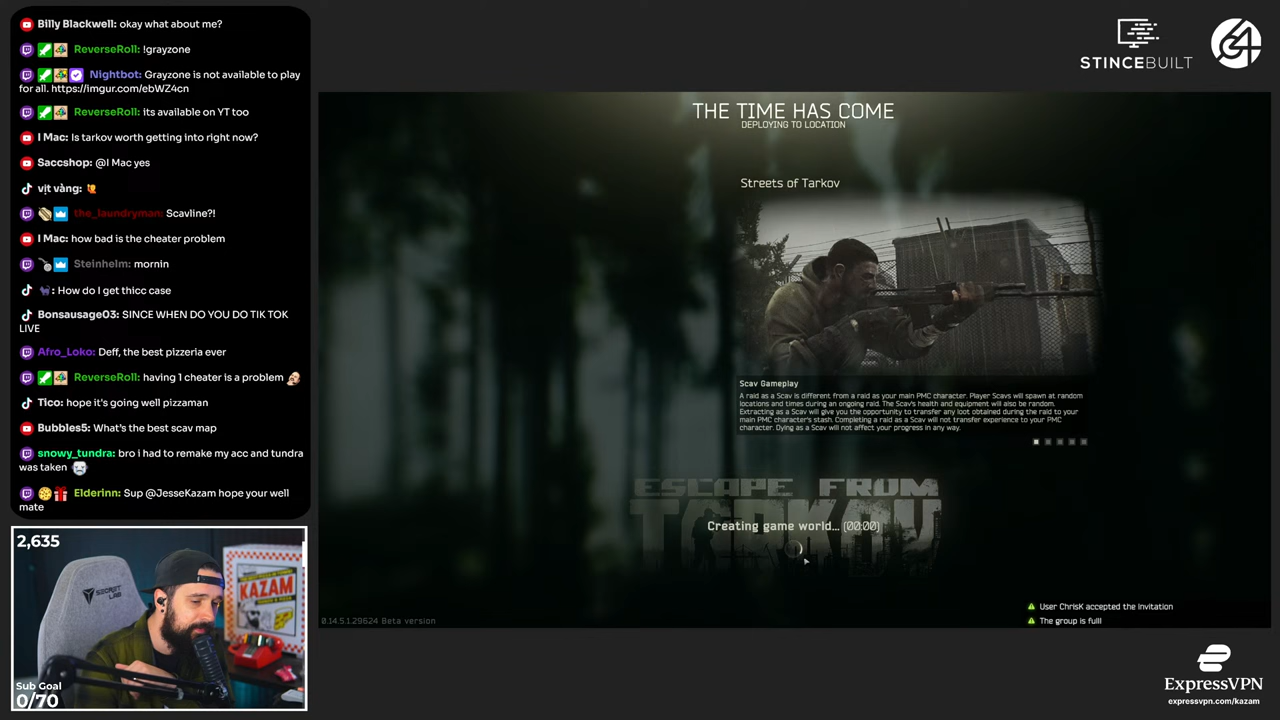 Billy Blackwell: okay what about me?
ReverseRoll: !grayzone
Nightbot: Grayzone is not available to play
for all. https://imgur.com/ebWZ4cn
ReverseRoll: its available on YT too
I Mac: Is tarkov worth getting into right now?
Saccshop: @I Mac yes
vịt vàng:
the_laundryman: Scavline?!
I Mac: how bad is the cheater problem
Steinhelm: mornin
: How do I get thicc case
Bonsausage03: SINCE WHEN DO YOU DO TIK TOK
LIVE
Afro_Loko: Deff, the best pizzeria ever
ReverseRoll: having 1 cheater is a problem
Tico: hope it's going well pizzaman
Bubbles5: What's the best scav map
snowy_tundra: bro i had to remake my acc and tundra
was taken
Elderinn: Sup @JesseKazam hope your well
mate
2,635
SECRET
LAB
KAZAM
Sub Goal
0/70
STINCEBUILT
64
THE TIME HAS COME
DEPLOYING TO LOCATION
Streets of Tarkov
Scav Gameplay
A raid as a Scav is different from a raid as your main PMC character. Player Scavs will spawn at random
locations and times during an ongoing raid. The Scav's health and equipment will also be random.
Extracting as a Scav will give you the opportunity to transfer any loot obtained during the raid to your
main PMC character's stash. Completing a raid as a Scav will not transfer experience to your PMC
character. Dying as a Scav will not affect your progress in any way.
ESCAPE FROM
TARKOV
Creating game world... (00:00)
User ChrisK accepted the invitation
The group is full!
0.14.5.1.29624 Beta version
ExpressVPN
expressvpn.com/kazam